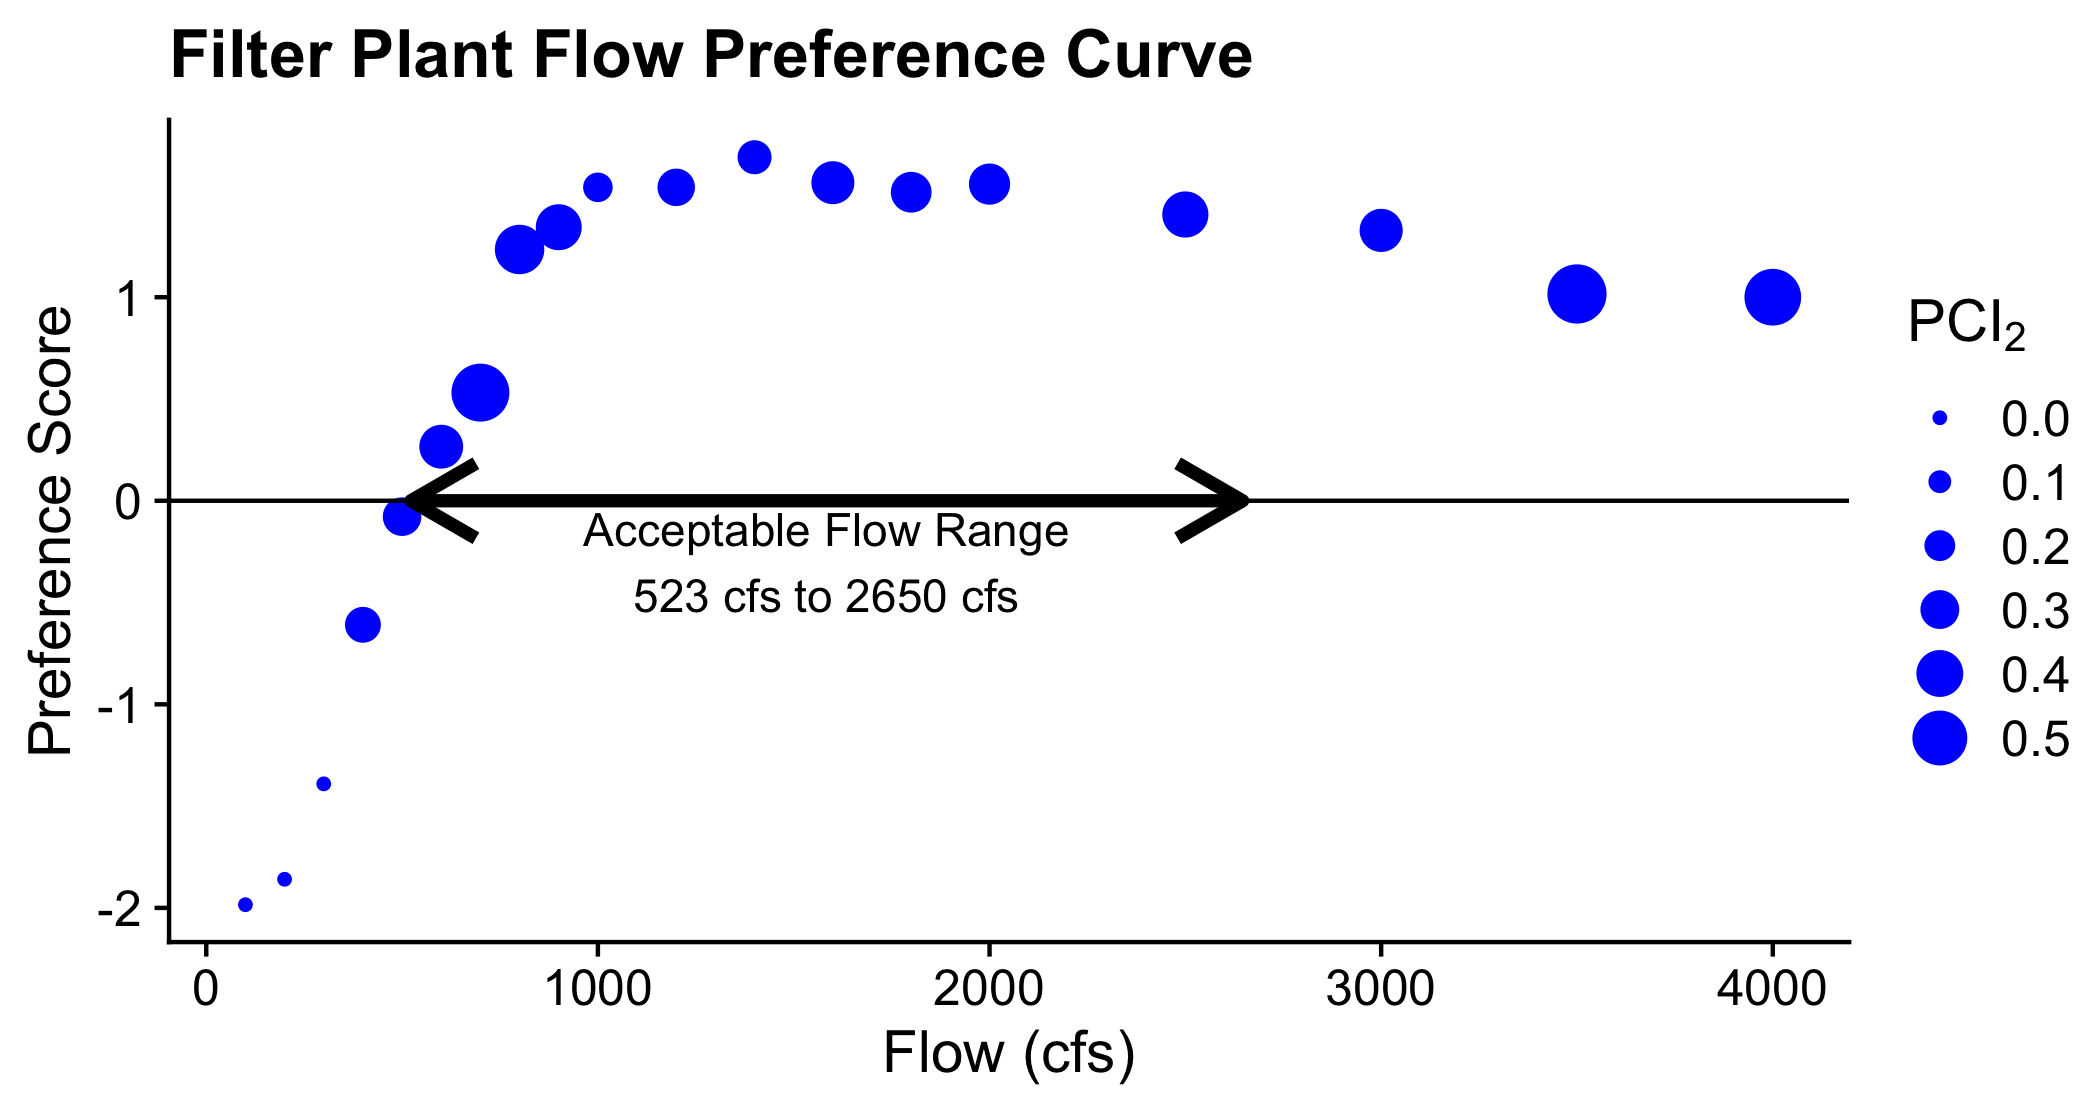 Filter Plant Flow Preference Curve
Preference Score
1
0
-1
-2
Acceptable Flow Range
523 cfs to 2650 cfs
0
1000
2000
3000
4000
Flow (cfs)
PCI₂
0.0
0.1
0.2
0.3
0.4
0.5